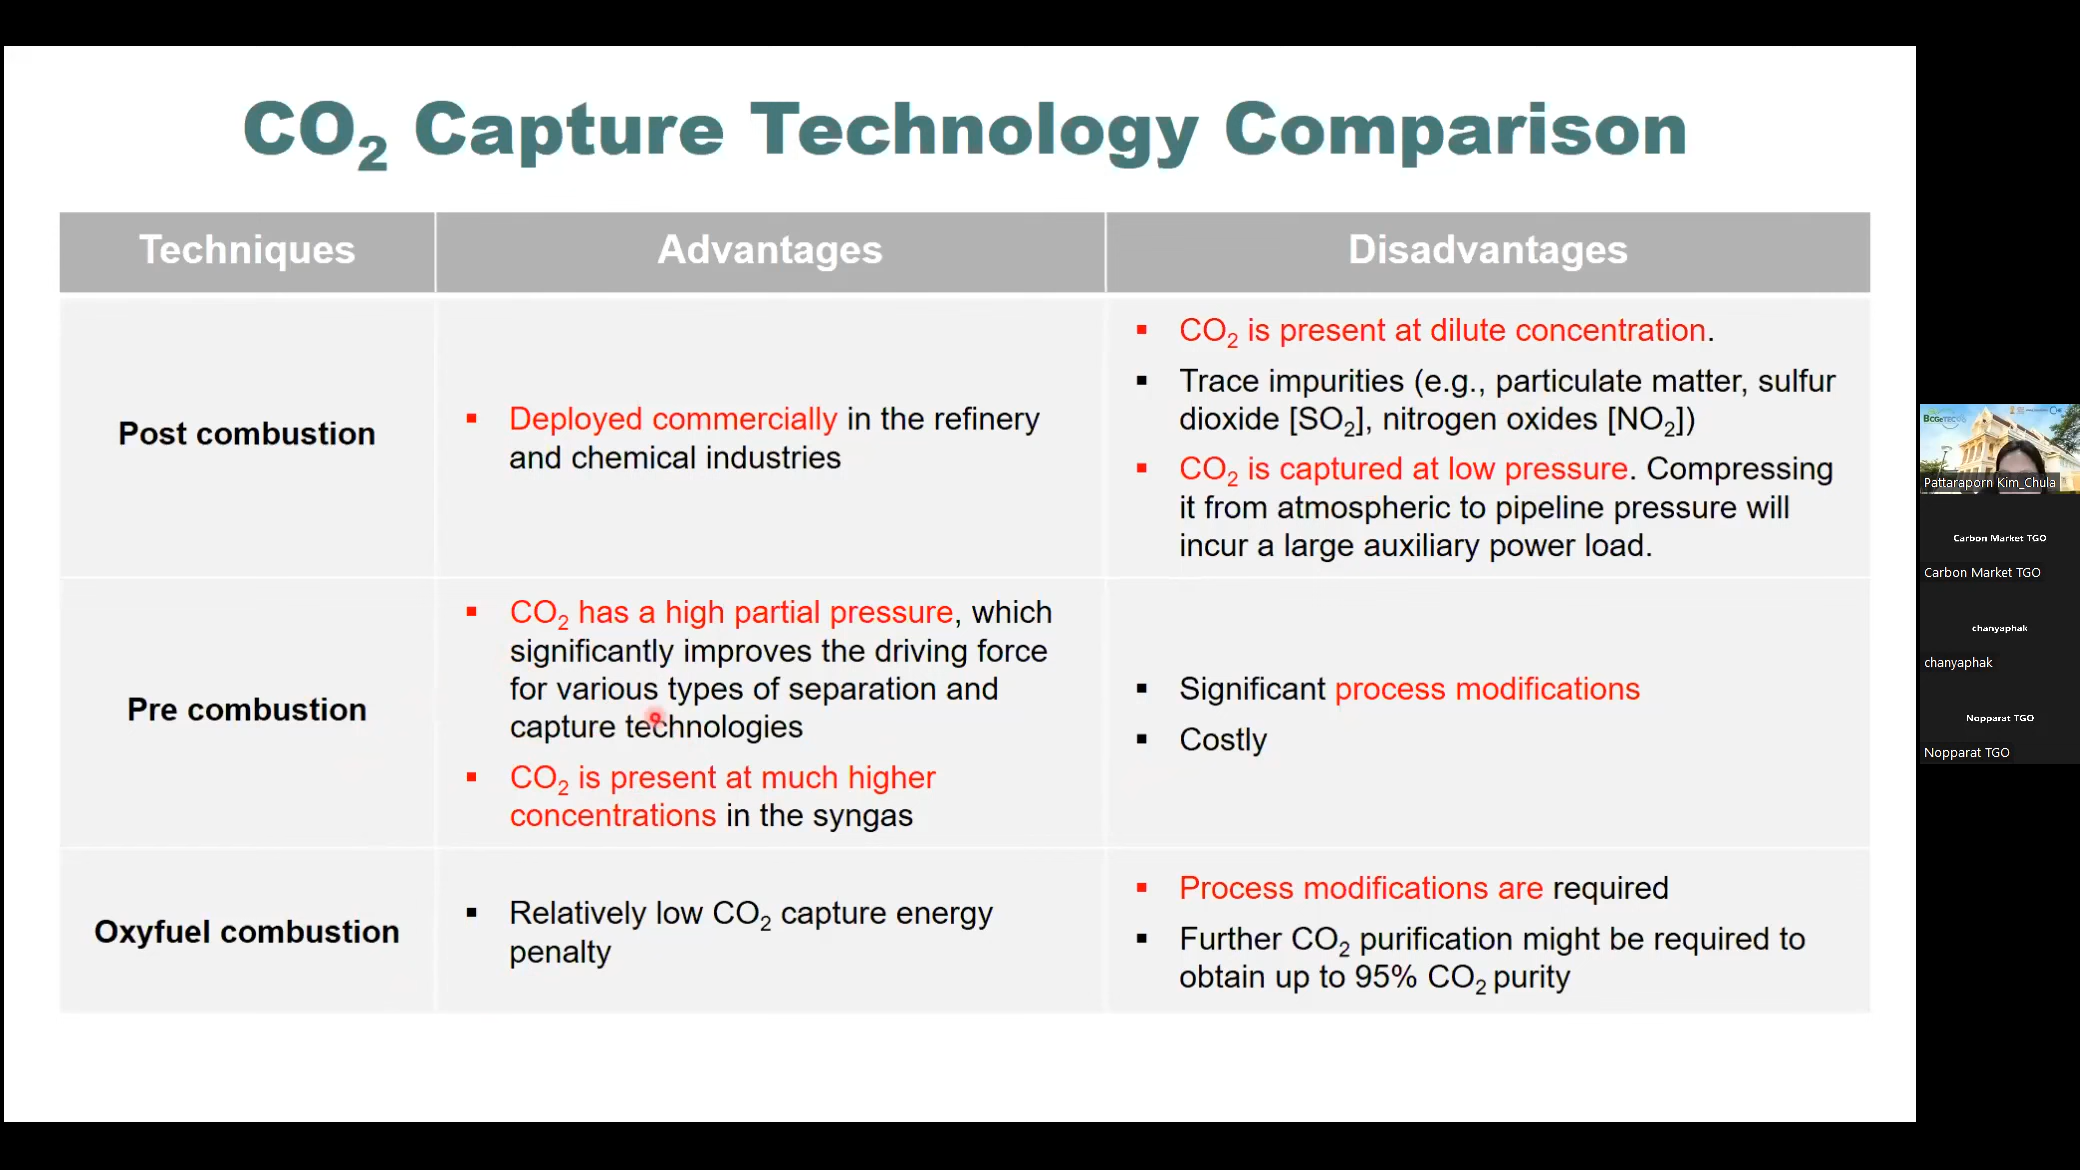 CO2 Capture Technology Comparison
Techniques
Advantages
Disadvantages
Post combustion
▪ Deployed commercially in the refinery
and chemical industries
▪ CO2 is present at dilute concentration.
▪ Trace impurities (e.g., particulate matter, sulfur
dioxide [SO2], nitrogen oxides [NO2])
▪ CO2 is captured at low pressure. Compressing
it from atmospheric to pipeline pressure will
incur a large auxiliary power load.
Pre combustion
▪ CO2 has a high partial pressure, which
significantly improves the driving force
for various types of separation and
capture technologies
▪ CO2 is present at much higher
concentrations in the syngas
▪ Significant process modifications
▪ Costly
Oxyfuel combustion
▪ Relatively low CO2 capture energy
penalty
▪ Process modifications are required
▪ Further CO2 purification might be required to
obtain up to 95% CO2 purity
Pattaraporn Kim_Chula
Carbon Market TGO
Carbon Market TGO
chanyaphak
chanyaphak
Nopparat TGO
Nopparat TGO